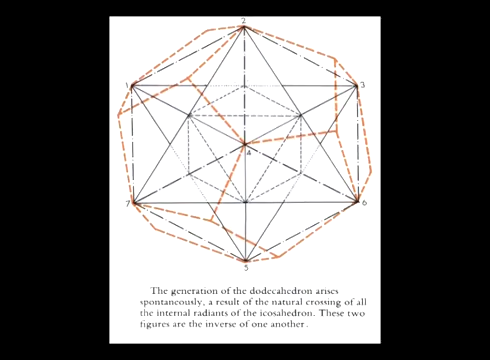 2
1
3
4
7
6
5
The generation of the dodecahedron arises
spontaneously, a result of the natural crossing of all
the internal radiants of the icosahedron. These two
figures are the inverse of one another.